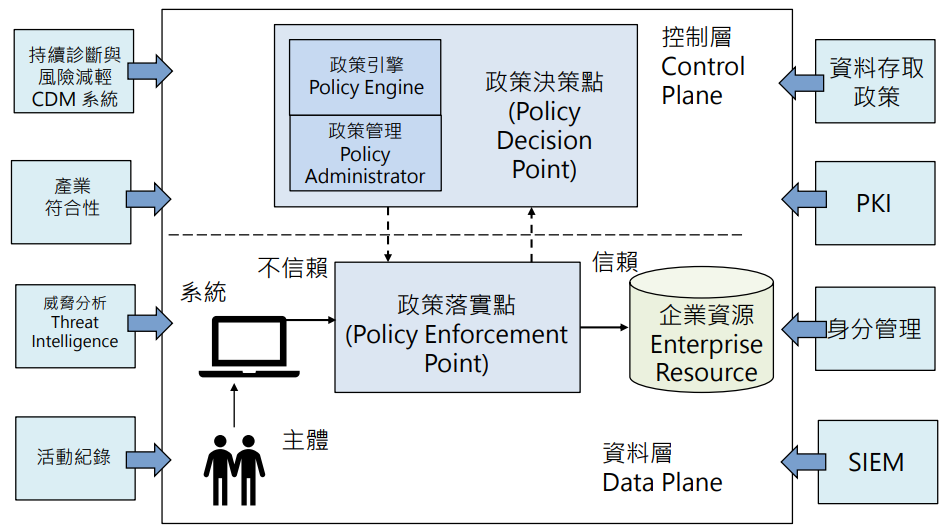 持續診斷與
風險減輕
CDM 系統
產業
符合性
威脅分析
Threat
Intelligence
活動紀錄
政策引擎
Policy Engine
政策管理
Policy
Administrator
政策決策點
(Policy
Decision
Point)
控制層
Control
Plane
不信賴
信賴
系統
政策落實點
(Policy Enforcement
Point)
企業資源
Enterprise
Resource
主體
資料層
Data Plane
資料存取
政策
PKI
身分管理
SIEM